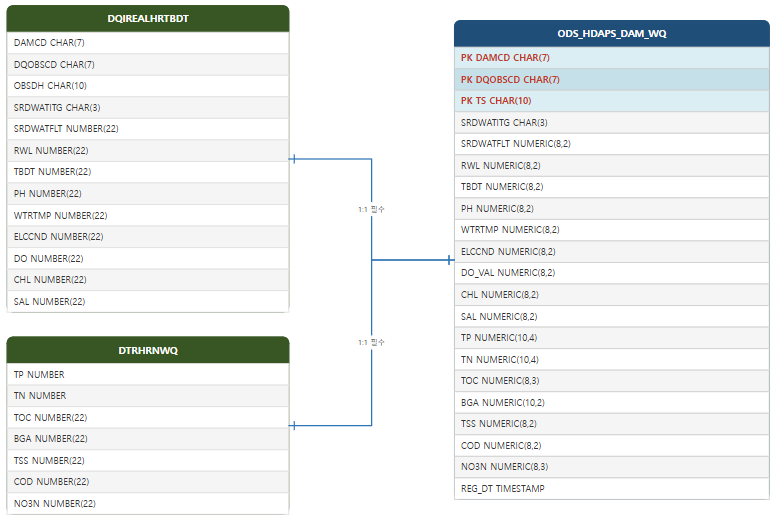 DQIREALHRTBDT
DAMCD CHAR(7)
DQOBSCD CHAR(7)
OBSDH CHAR(10)
SRDWATITG CHAR(3)
SRDWATFLT NUMBER(22)
RWL NUMBER(22)
TBDT NUMBER(22)
PH NUMBER(22)
WTRTMP NUMBER(22)
ELCCND NUMBER(22)
DO NUMBER(22)
CHL NUMBER(22)
SAL NUMBER(22)
DTRHRNWQ
TP NUMBER
TN NUMBER
TOC NUMBER(22)
BGA NUMBER(22)
TSS NUMBER(22)
COD NUMBER(22)
NO3N NUMBER(22)
1:1 필수
1:1 필수
ODS_HDAPS_DAM_WQ
PK DAMCD CHAR(7)
PK DQOBSCD CHAR(7)
PK TS CHAR(10)
SRDWATITG CHAR(3)
SRDWATFLT NUMERIC(8,2)
RWL NUMERIC(8,2)
TBDT NUMERIC(8,2)
PH NUMERIC(8,2)
WTRTMP NUMERIC(8,2)
ELCCND NUMERIC(8,2)
DO_VAL NUMERIC(8,2)
CHL NUMERIC(8,2)
SAL NUMERIC(8,2)
TP NUMERIC(10,4)
TN NUMERIC(10,4)
TOC NUMERIC(8,3)
BGA NUMERIC(10,2)
TSS NUMERIC(8,2)
COD NUMERIC(8,2)
NO3N NUMERIC(8,3)
REG_DT TIMESTAMP